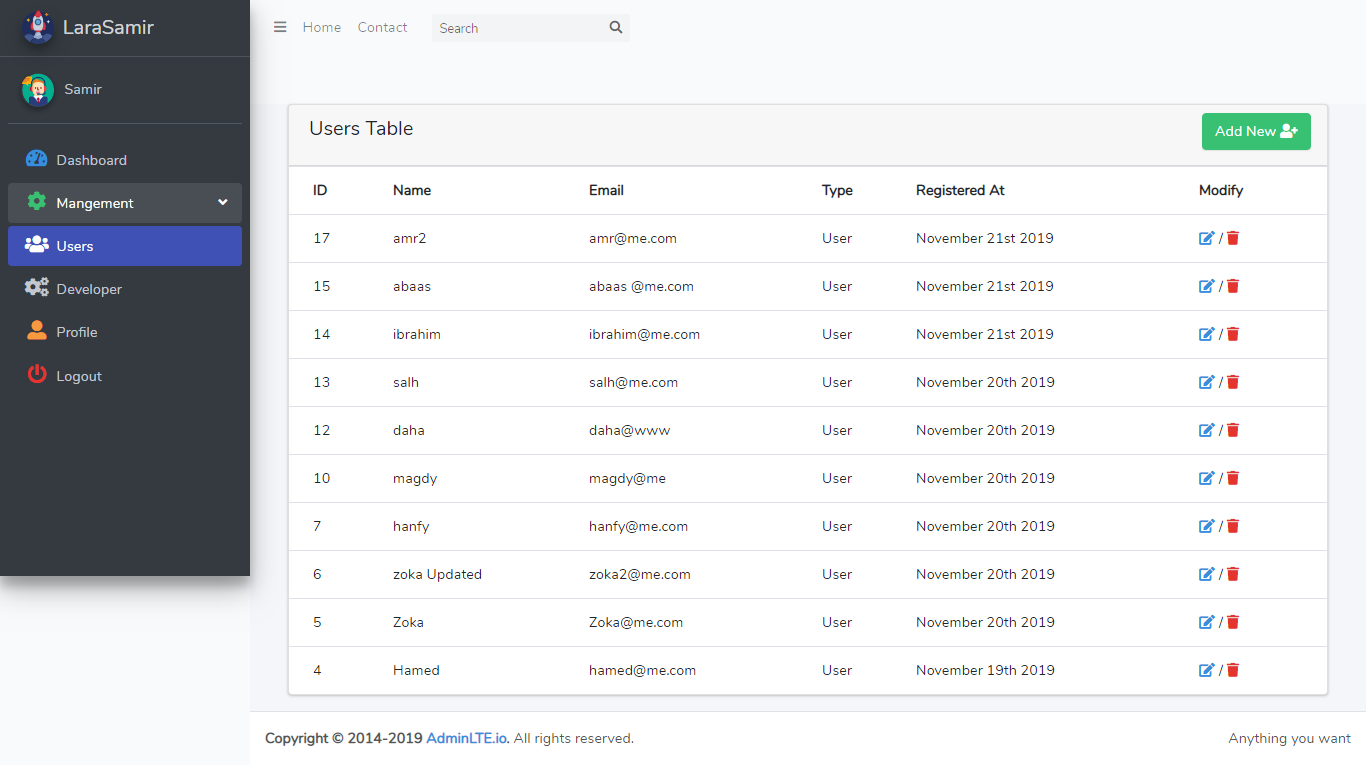 LaraSamir
Home Contact Search
Samir
Dashboard
Mangement
Users
Developer
Profile
Logout
Users Table
Add New
ID Name Email Type Registered At Modify
17 amr2 amr@me.com User November 21st 2019 /
15 abaas abaas @me.com User November 21st 2019 /
14 ibrahim ibrahim@me.com User November 21st 2019 /
13 salh salh@me.com User November 20th 2019 /
12 daha daha@www User November 20th 2019 /
10 magdy magdy@me User November 20th 2019 /
7 hanfy hanfy@me.com User November 20th 2019 /
6 zoka Updated zoka2@me.com User November 20th 2019 /
5 Zoka Zoka@me.com User November 20th 2019 /
4 Hamed hamed@me.com User November 19th 2019 /
Copyright © 2014-2019 AdminLTE.io. All rights reserved. Anything you want